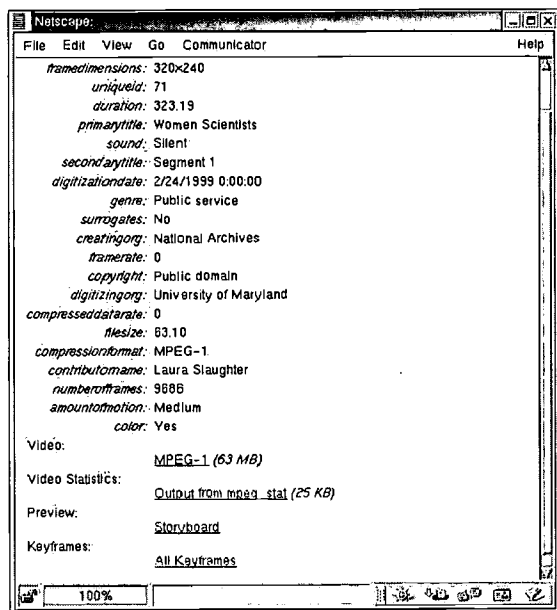 Netscape:
File Edit View Go Communicator Help
framedimensions: 320x240
uniqueid: 71
duration: 323.19
primarytitle: Women Scientists
sound: Silent
secondarytitle: Segment 1
digitizationdate: 2/24/1999 0:00:00
genre: Public service
surrogates: No
creatingorg: National Archives
framerate: 0
copyright: Public domain
digitizingorg: University of Maryland
compresseddatarate: 0
filesize: 63.10
compressionformat: MPEG-1
contributorname: Laura Slaughter
numberofframes: 9686
amountofmotion: Medium
color: Yes
Video:
MPEG-1 (63 MB)
Video Statistics:
Output from mpeg_stat (25 KB)
Preview:
Storyboard
Keyframes:
All Keyframes
100%